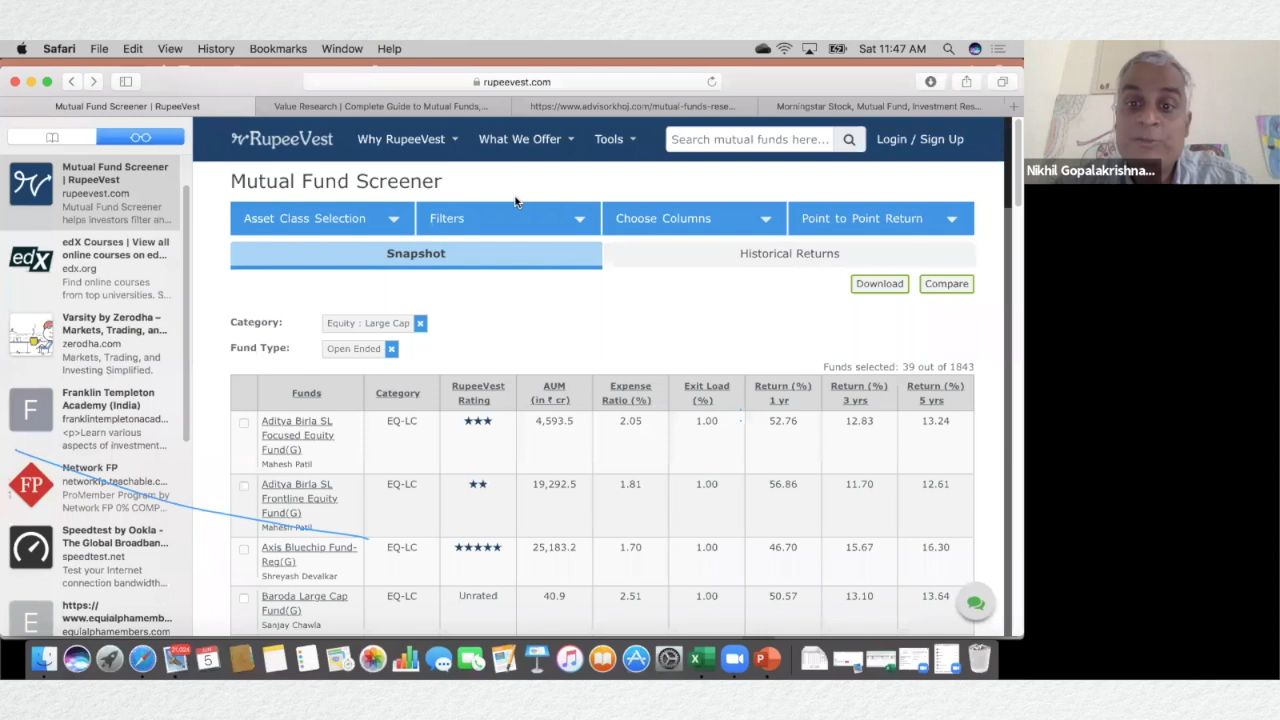 Safari File Edit View History Bookmarks Window Help Sat 11:47 AM
rupeevest.com
Mutual Fund Screener | RupeeVest
Value Research | Complete Guide to Mutual Funds,...
https://www.advisorkhoj.com/mutual-funds-rese...
Morningstar Stock, Mutual Fund, Investment Res...
Mutual Fund Screener
| RupeeVest
rupeevest.com
Mutual Fund Screener
helps investors filter an...
edX Courses | View all
online courses on ed...
edx.org
Find online courses
from top universities. S...
Varsity by Zerodha –
Markets, Trading, an...
zerodha.com
Markets, Trading, and
Investing Simplified.
F
Franklin Templeton
Academy (India)
franklintempletonacad...
<p>Learn various
aspects of investment...
FP
Network FP
networkfp.teachable.c...
ProMember Program by
Network FP 0% COMP...
Speedtest by Ookla -
The Global Broadban...
speedtest.net
Test your Internet
connection bandwidth...
E
https://
www.equialphamemb...
equialphamembers.com
RupeeVest Why RupeeVest What We Offer Tools Search mutual funds here... Login / Sign Up
Mutual Fund Screener
Asset Class Selection Filters Choose Columns Point to Point Return
Snapshot Historical Returns
Download Compare
Category: Equity : Large Cap
Fund Type: Open Ended
Funds selected: 39 out of 1843
Funds Category RupeeVest Rating AUM (in ₹ cr) Expense Ratio (%) Exit Load (%) Return (%) 1 yr Return (%) 3 yrs Return (%) 5 yrs
Aditya Birla SL Focused Equity Fund(G) Mahesh Patil EQ-LC ★★★ 4,593.5 2.05 1.00 52.76 12.83 13.24
Aditya Birla SL Frontline Equity Fund(G) Mahesh Patil EQ-LC ★★ 19,292.5 1.81 1.00 56.86 11.70 12.61
Axis Bluechip Fund-Reg(G) Shreyash Devalkar EQ-LC ★★★★★ 25,183.2 1.70 1.00 46.70 15.67 16.30
Baroda Large Cap Fund(G) Sanjay Chawla EQ-LC Unrated 40.9 2.51 1.00 50.57 13.10 13.64
Nikhil Gopalakrishna...